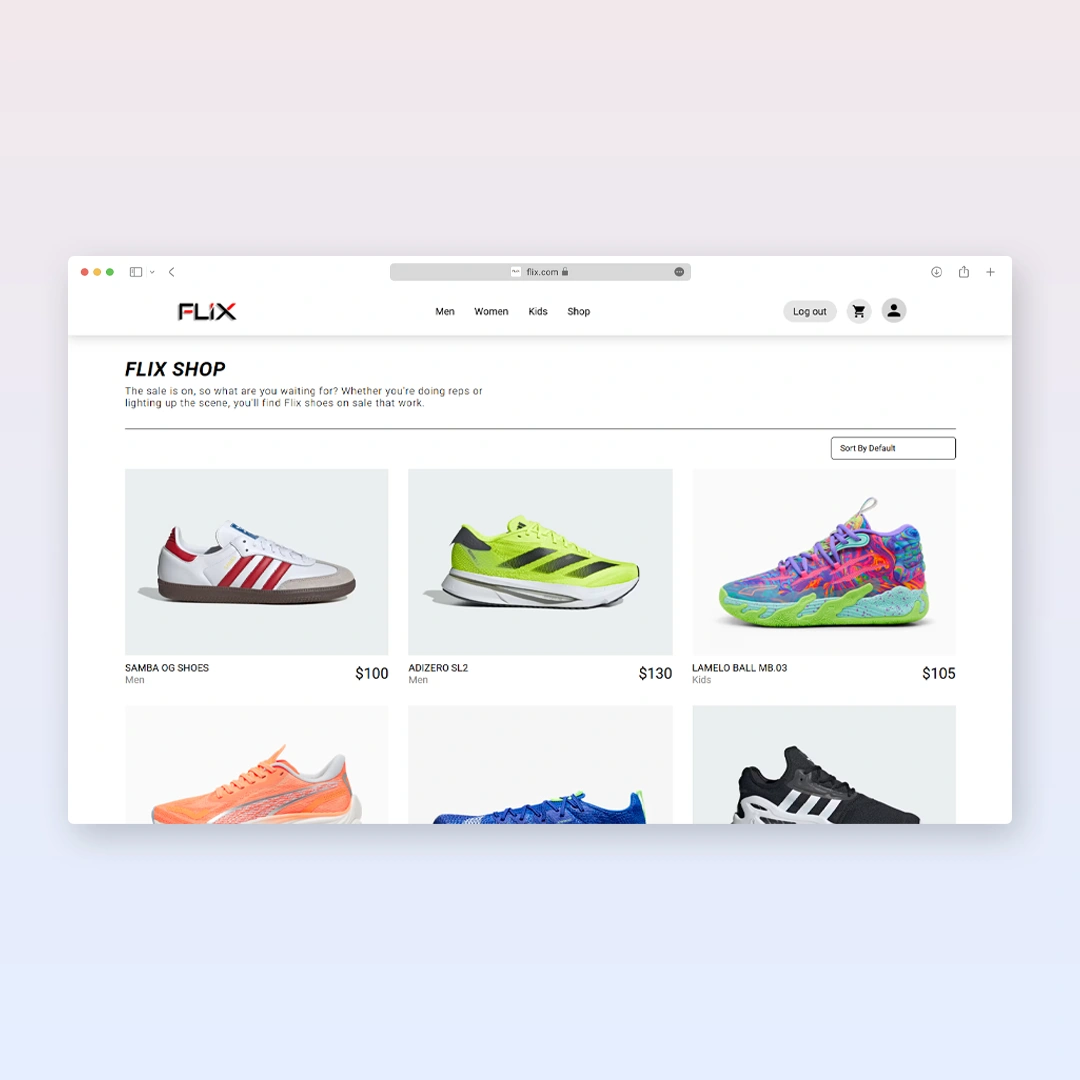 flix.com
FLiX
Men Women Kids Shop
Log out
FLIX SHOP
The sale is on, so what are you waiting for? Whether you're doing reps or
lighting up the scene, you'll find Flix shoes on sale that work.
Sort By Default
SAMBA OG SHOES
Men
$100
ADIZERO SL2
Men
$130
LAMELO BALL MB.03
Kids
$105